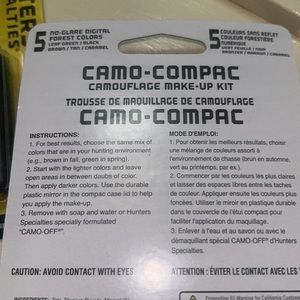 5 NO-GLARE DIGITAL
FOREST COLORS
LEAF GREEN / BLACK
BROWN / TAN / CARAMEL
5 COULEURS SANS REFLET
COULEUR FORESTIÈRE
NUMÉRIQUE
VERT FEUILLE / NOIR
BRONZER / MARRON / CARAMEL
CAMO-COMPAC
CAMOUFLAGE MAKE-UP KIT
TROUSSE DE MAQUILLAGE DE CAMOUFLAGE
CAMO-COMPAC
INSTRUCTIONS:
1. For best results, choose the same mix of
colors that are in your hunting environment
(e.g., brown in fall, green in spring).
2. Start with the lighter colors and leave
open areas in between daubs of color.
Then apply darker colors. Use the durable
plastic mirror in the compac case lid to help
you apply the make-up.
3. Remove with soap and water or Hunters
Specialties specially formulated
"CAMO-OFF®".
MODE D'EMPLOI:
1. Pour obtenir les meilleurs résultats, choisir
une mélange de couleurs assorti à
l'environnement de chasse (brun en automne,
vert au printemps, par ex.).
2. Commencer par les couleurs plus claires et
laisser des espaces libres entre les taches
de couleur. Appliquer ensuite les couleurs
foncées. Utiliser le miroir en plastique durable
dans le couvercle de l'étui compact pour
faciliter l'application du maquillage.
3. Enlever à l'eau et au savon ou avec le
démaquillant spécial CAMO-OFF® d'Hunters
Specialties.
CAUTION: AVOID CONTACT WITH EYES
ATTENTION : ÉVITER LE CONTACT AVEC LES